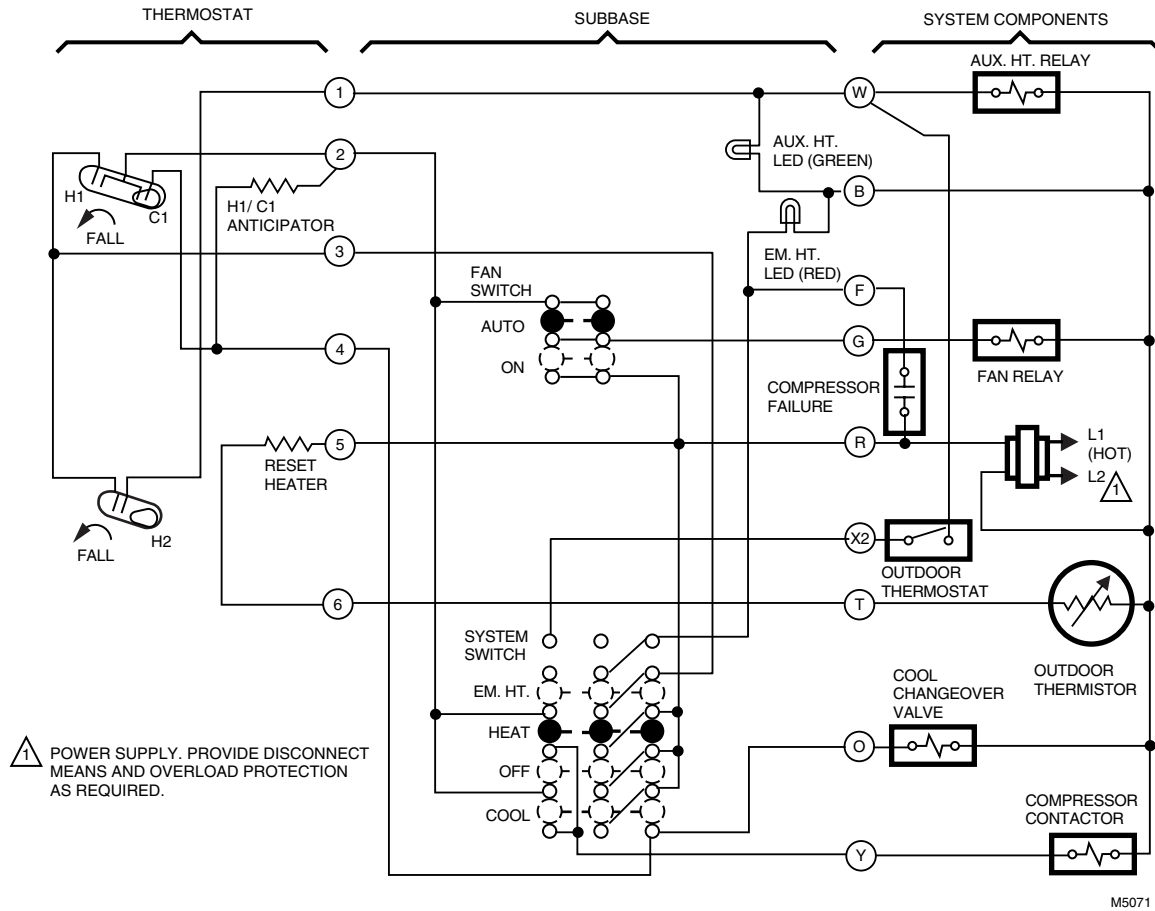 THERMOSTAT
SUBBASE
SYSTEM COMPONENTS
AUX. HT. RELAY
1
W
AUX. HT.
LED (GREEN)
2
H1
C1
FALL
H1/ C1
ANTICIPATOR
B
3
EM. HT.
LED (RED)
FAN
SWITCH
AUTO
ON
F
4
G
FAN RELAY
COMPRESSOR
FAILURE
5
RESET
HEATER
R
L1
(HOT)
L2
1
H2
FALL
X2
OUTDOOR
THERMOSTAT
6
T
OUTDOOR
THERMISTOR
SYSTEM
SWITCH
EM. HT.
HEAT
OFF
COOL
COOL
CHANGEOVER
VALVE
O
1 POWER SUPPLY. PROVIDE DISCONNECT
MEANS AND OVERLOAD PROTECTION
AS REQUIRED.
COMPRESSOR
CONTACTOR
Y
M5071